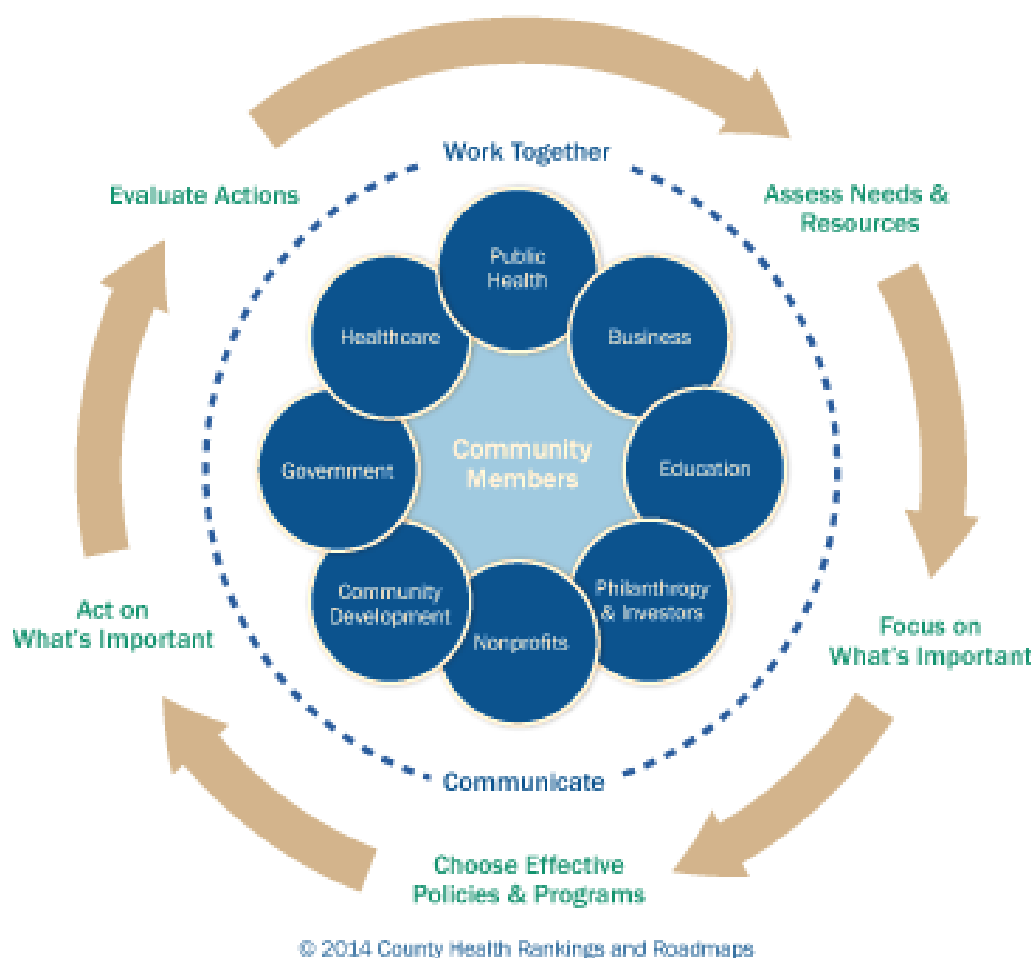 Work Together
Evaluate Actions
Assess Needs &
Resources
Public
Health
Healthcare
Business
Community
Members
Government
Education
Community
Development
Philanthropy
& Investors
Nonprofits
Act on
What's Important
Focus on
What's Important
Communicate
Choose Effective
Policies & Programs
© 2014 County Health Rankings and Roadmaps